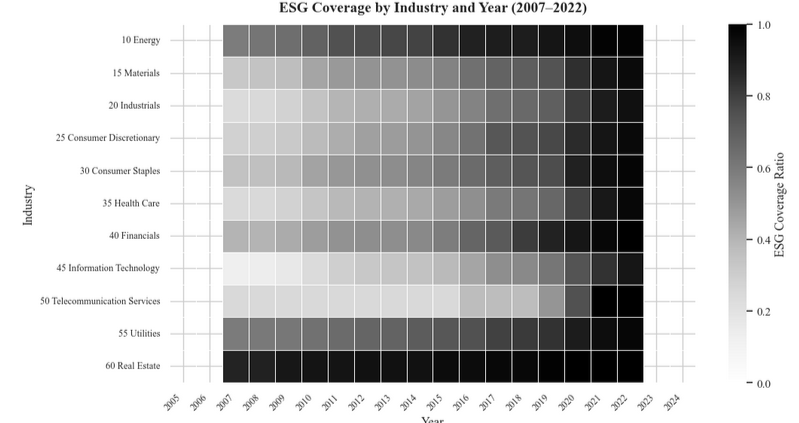 ESG Coverage by Industry and Year (2007–2022)
Industry
10 Energy
15 Materials
20 Industrials
25 Consumer Discretionary
30 Consumer Staples
35 Health Care
40 Financials
45 Information Technology
50 Telecommunication Services
55 Utilities
60 Real Estate
2005 2006 2007 2008 2009 2010 2011 2012 2013 2014 2015 2016 2017 2018 2019 2020 2021 2022 2023 2024
Year
1.0
0.8
0.6
0.4
0.2
0.0
ESG Coverage Ratio